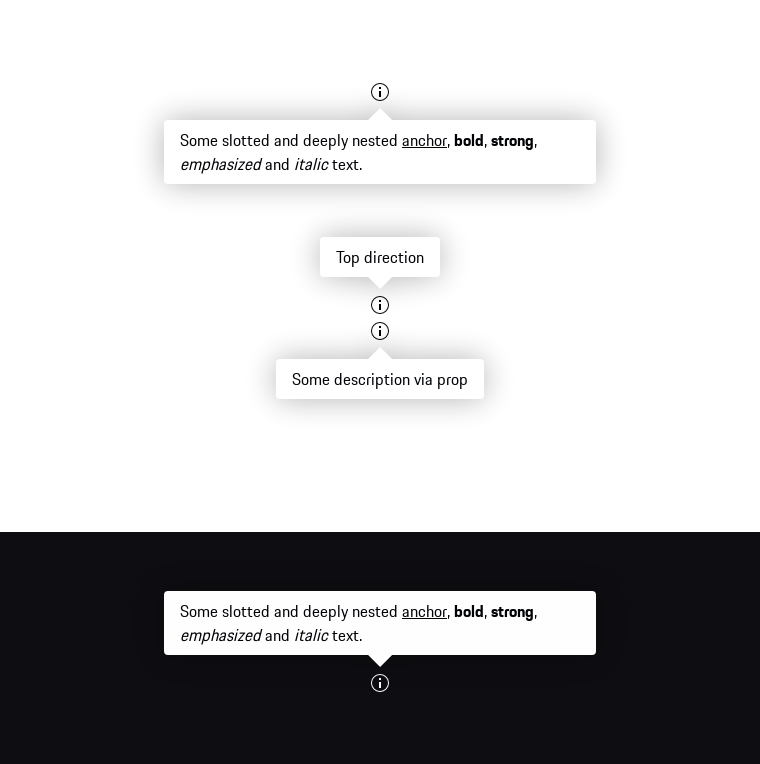 Some slotted and deeply nested anchor, bold, strong,
emphasized and italic text.
Top direction
Some description via prop
Some slotted and deeply nested anchor, bold, strong,
emphasized and italic text.